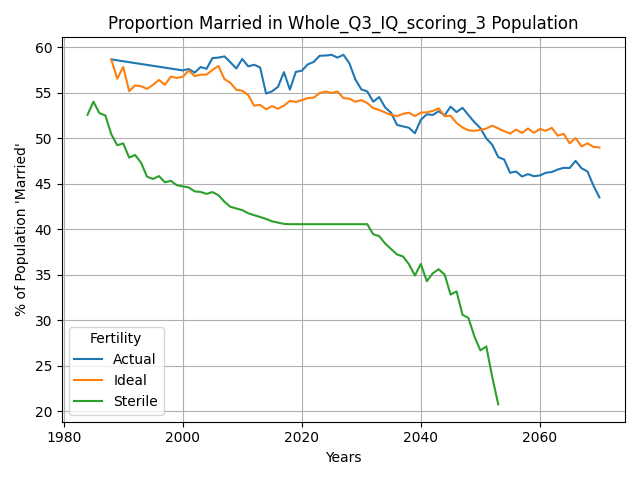 Proportion Married in Whole_Q3_IQ_scoring_3 Population
% of Population 'Married'
60
55
50
45
40
35
30
25
20
Fertility
Actual
Ideal
Sterile
1980
2000
2020
2040
2060
Years